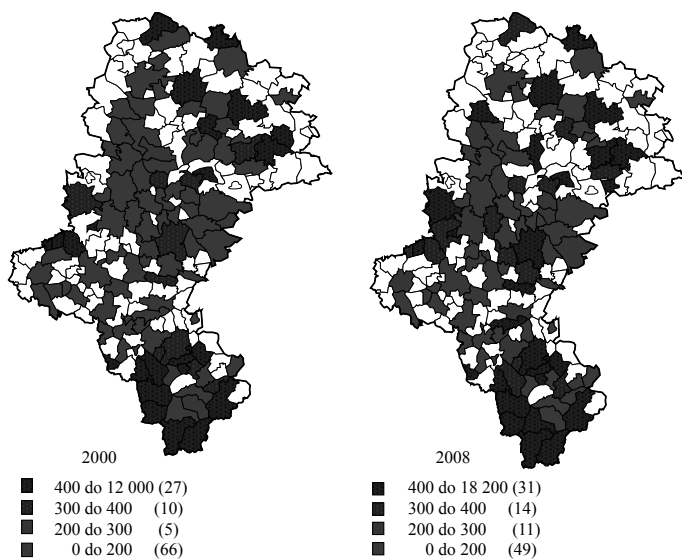 2000
400 do 12 000 (27)
300 do 400 (10)
200 do 300 (5)
0 do 200 (66)
2008
400 do 18 200 (31)
300 do 400 (14)
200 do 300 (11)
0 do 200 (49)